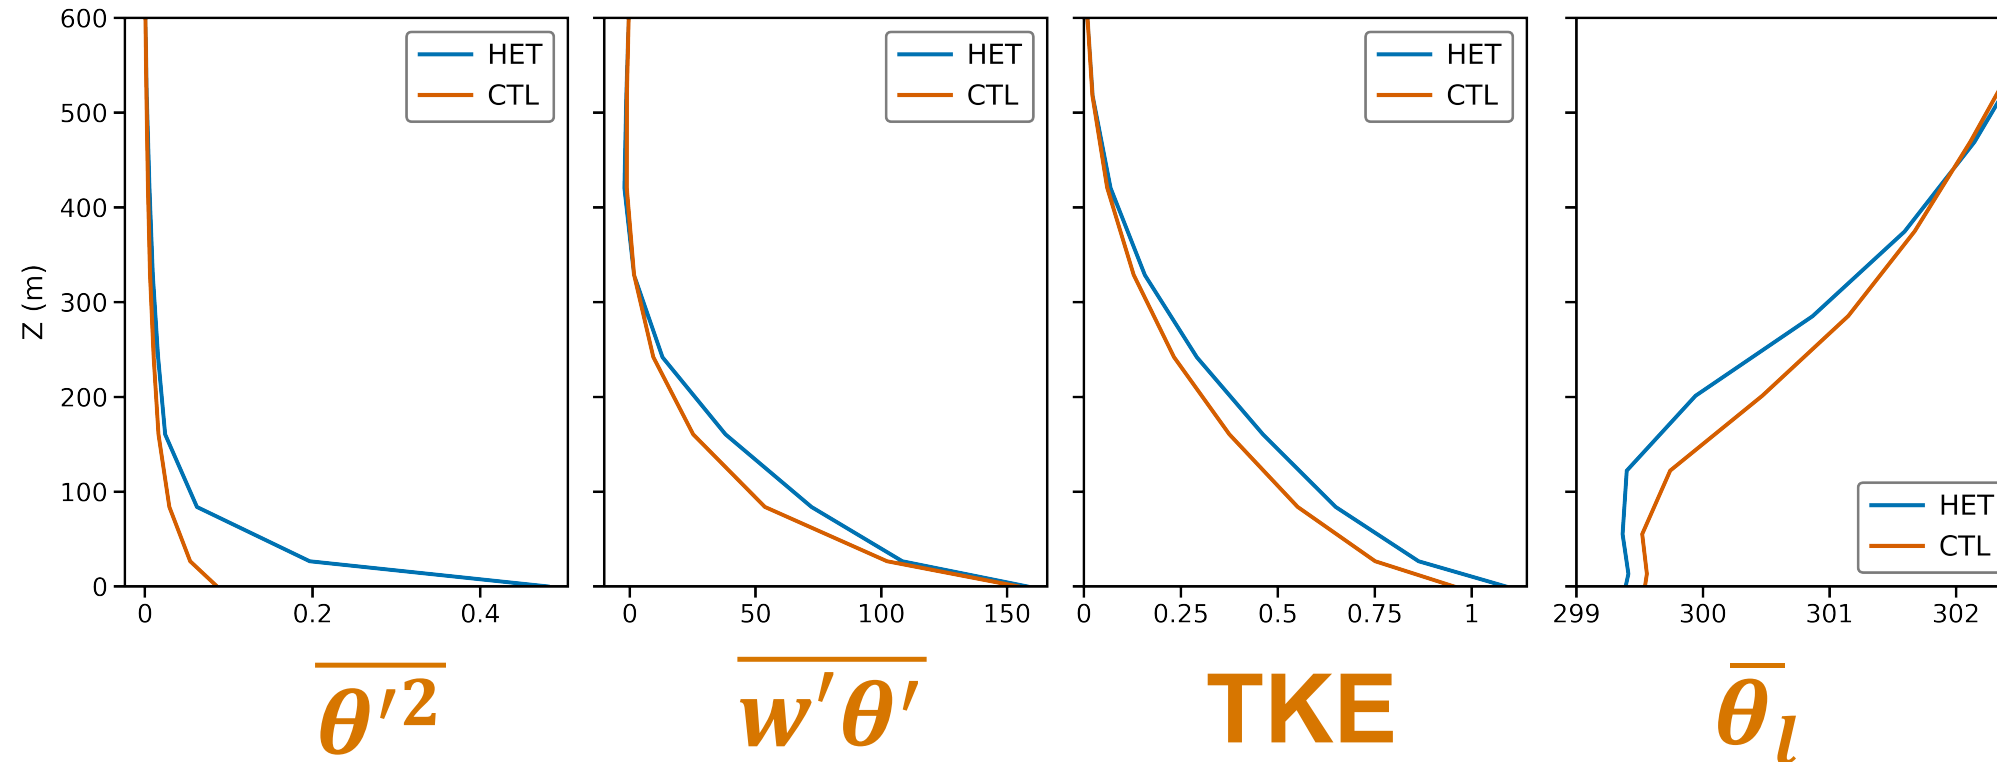 600
500
400
300
200
100
0
Z (m)
HET
CTL
0 0.2 0.4
HET
CTL
0 50 100 150
HET
CTL
0 0.25 0.5 0.75 1
HET
CTL
299 300 301 302
θ′²
w′θ′
TKE
θₗ